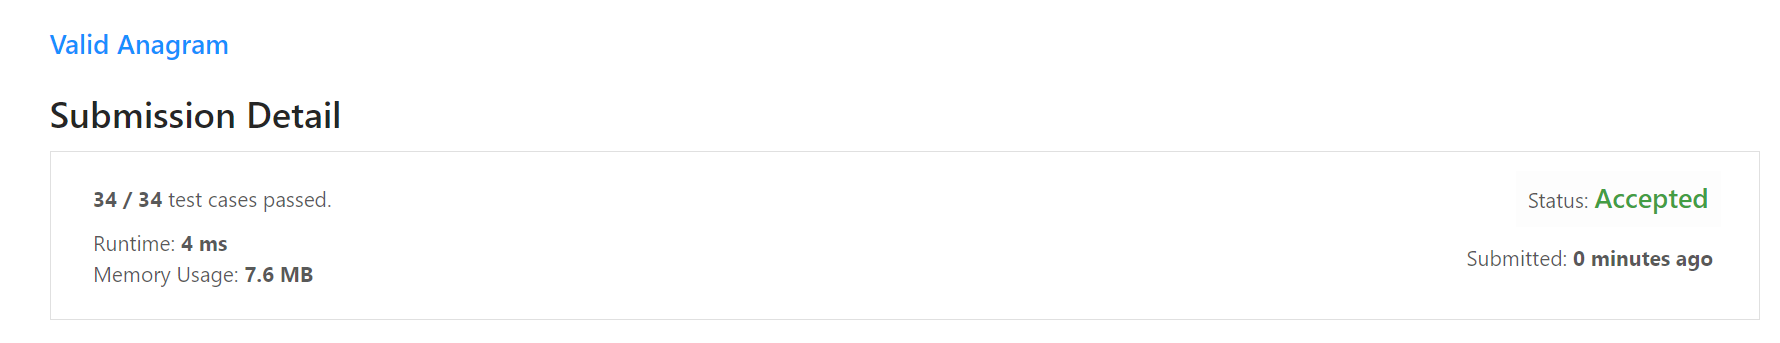 Valid Anagram
Submission Detail
34 / 34 test cases passed.
Status: Accepted
Runtime: 4 ms
Submitted: 0 minutes ago
Memory Usage: 7.6 MB